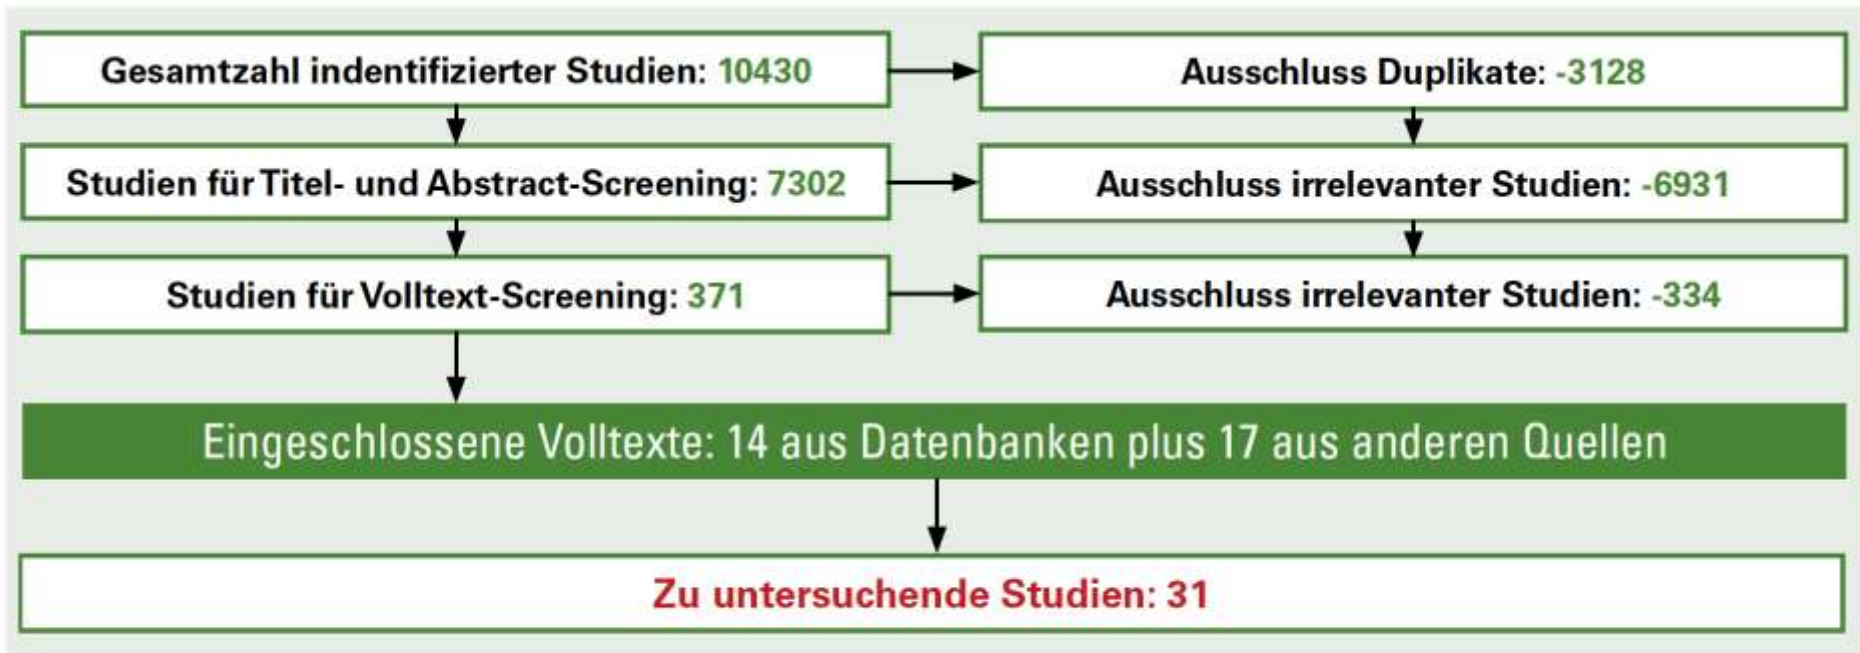 Gesamtzahl indentifizierter Studien: 10430
Ausschluss Duplikate: -3128
Studien für Titel- und Abstract-Screening: 7302
Ausschluss irrelevanter Studien: -6931
Studien für Volltext-Screening: 371
Ausschluss irrelevanter Studien: -334
Eingeschlossene Volltexte: 14 aus Datenbanken plus 17 aus anderen Quellen
Zu untersuchende Studien: 31